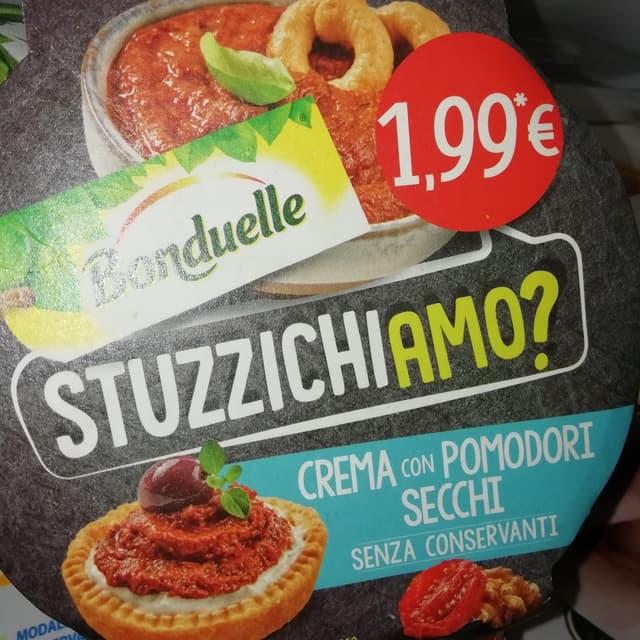 1,99*€
Bonduelle
STUZZICHIAMO?
CREMA CON POMODORI
SECCHI
SENZA CONSERVANTI